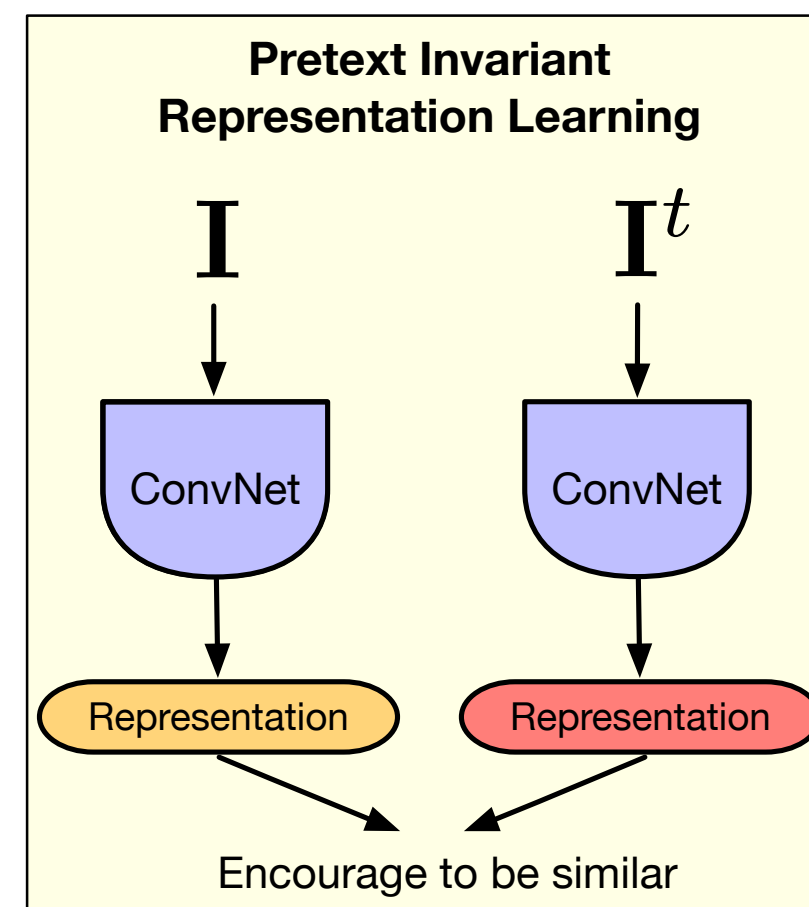 Pretext Invariant
Representation Learning
I I^t
ConvNet ConvNet
Representation Representation
Encourage to be similar